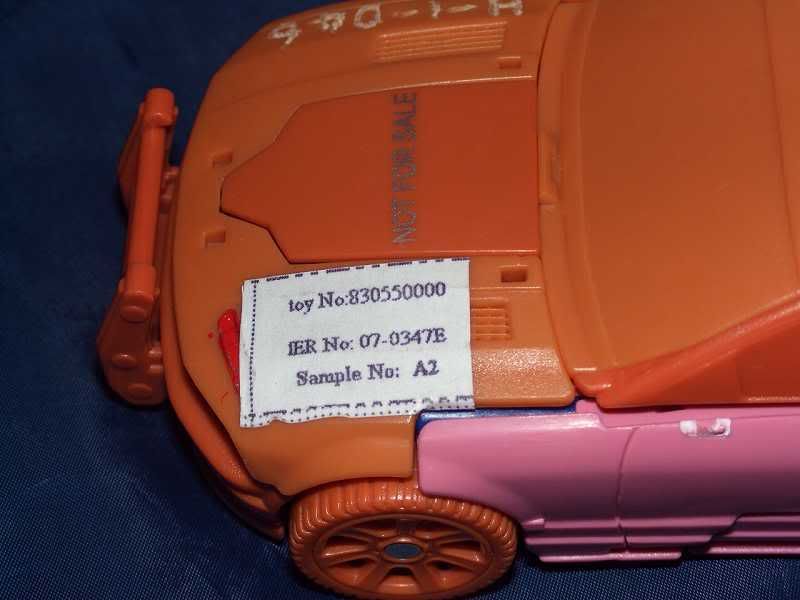 NOT FOR SALE
toy No:830550000
IER No: 07-0347E
Sample No: A2